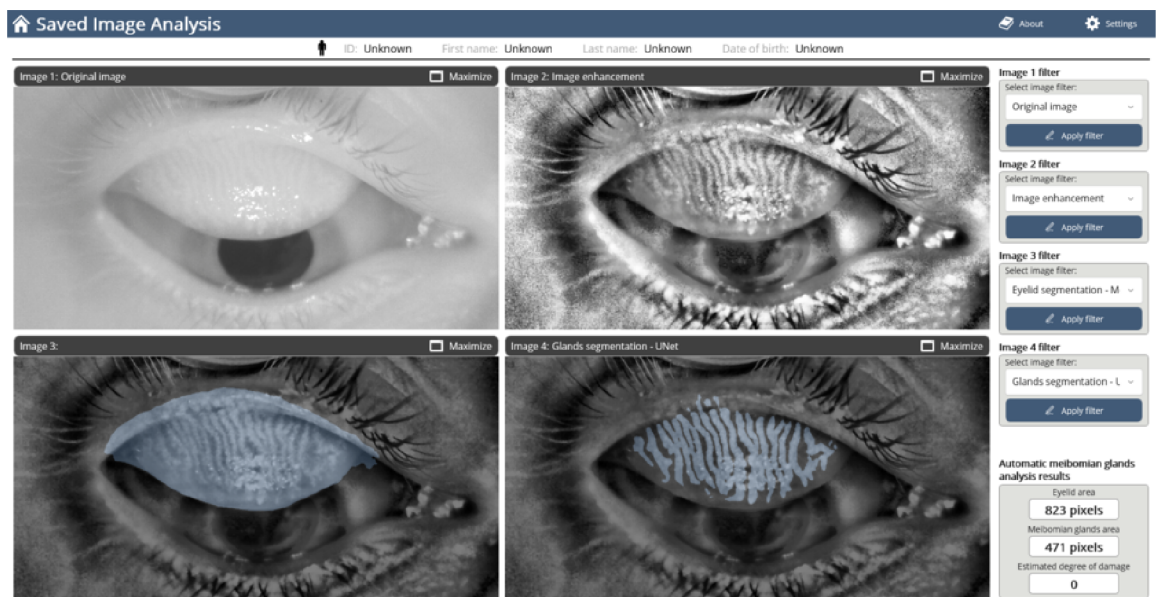 Saved Image Analysis
About
Settings
ID: Unknown First name: Unknown Last name: Unknown Date of birth: Unknown
Image 1: Original image
Maximize
Image 2: Image enhancement
Maximize
Image 3:
Maximize
Image 4: Glands segmentation - UNet
Maximize
Image 1 filter
Select image filter:
Original image
Apply filter
Image 2 filter
Select image filter:
Image enhancement
Apply filter
Image 3 filter
Select image filter:
Eyelid segmentation - M
Apply filter
Image 4 filter
Select image filter:
Glands segmentation - U
Apply filter
Automatic meibomian glands
analysis results
Eyelid area
823 pixels
Meibomian glands area
471 pixels
Estimated degree of damage
0